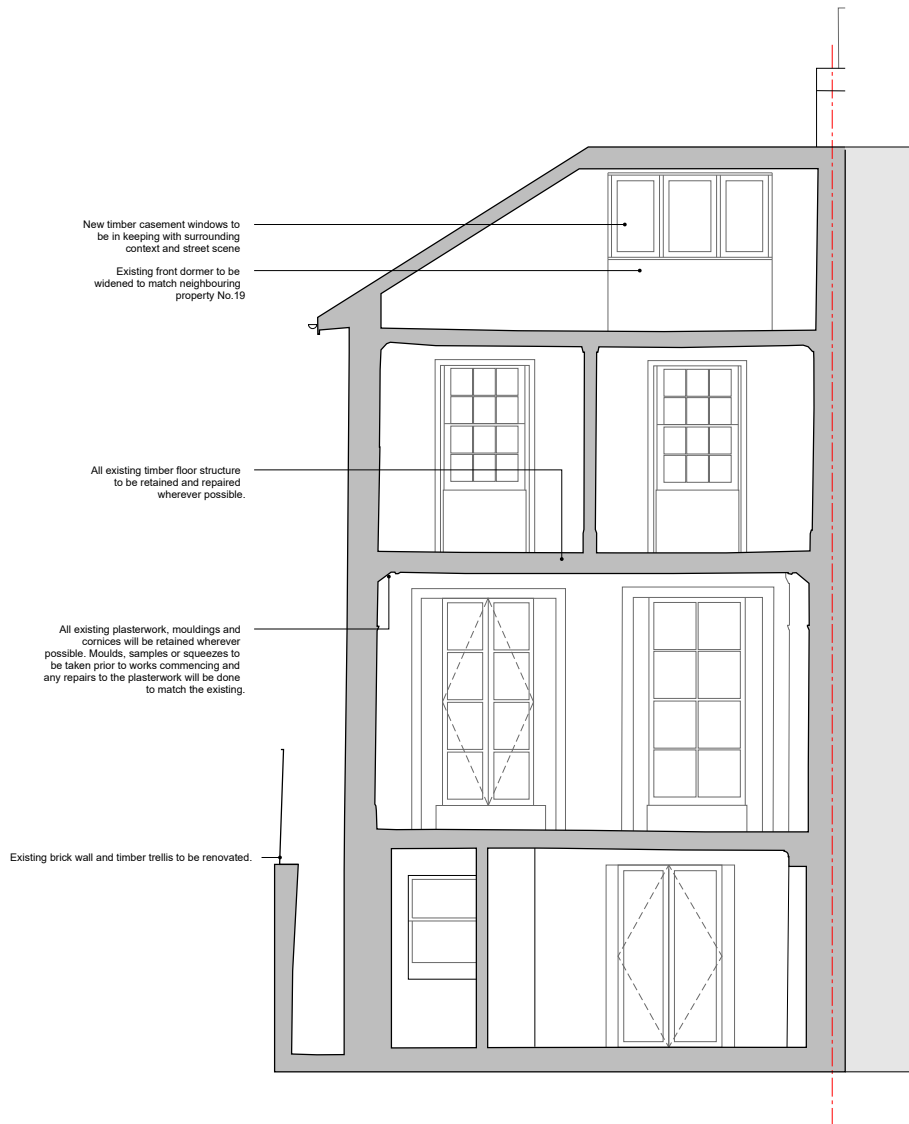 New timber casement windows to
be in keeping with surrounding
context and street scene
Existing front dormer to be
widened to match neighbouring
property No.19
All existing timber floor structure
to be retained and repaired
wherever possible.
All existing plasterwork, mouldings and
cornices will be retained wherever
possible. Moulds, samples or squeezes to
be taken prior to works commencing and
any repairs to the plasterwork will be done
to match the existing.
Existing brick wall and timber trellis to be renovated.